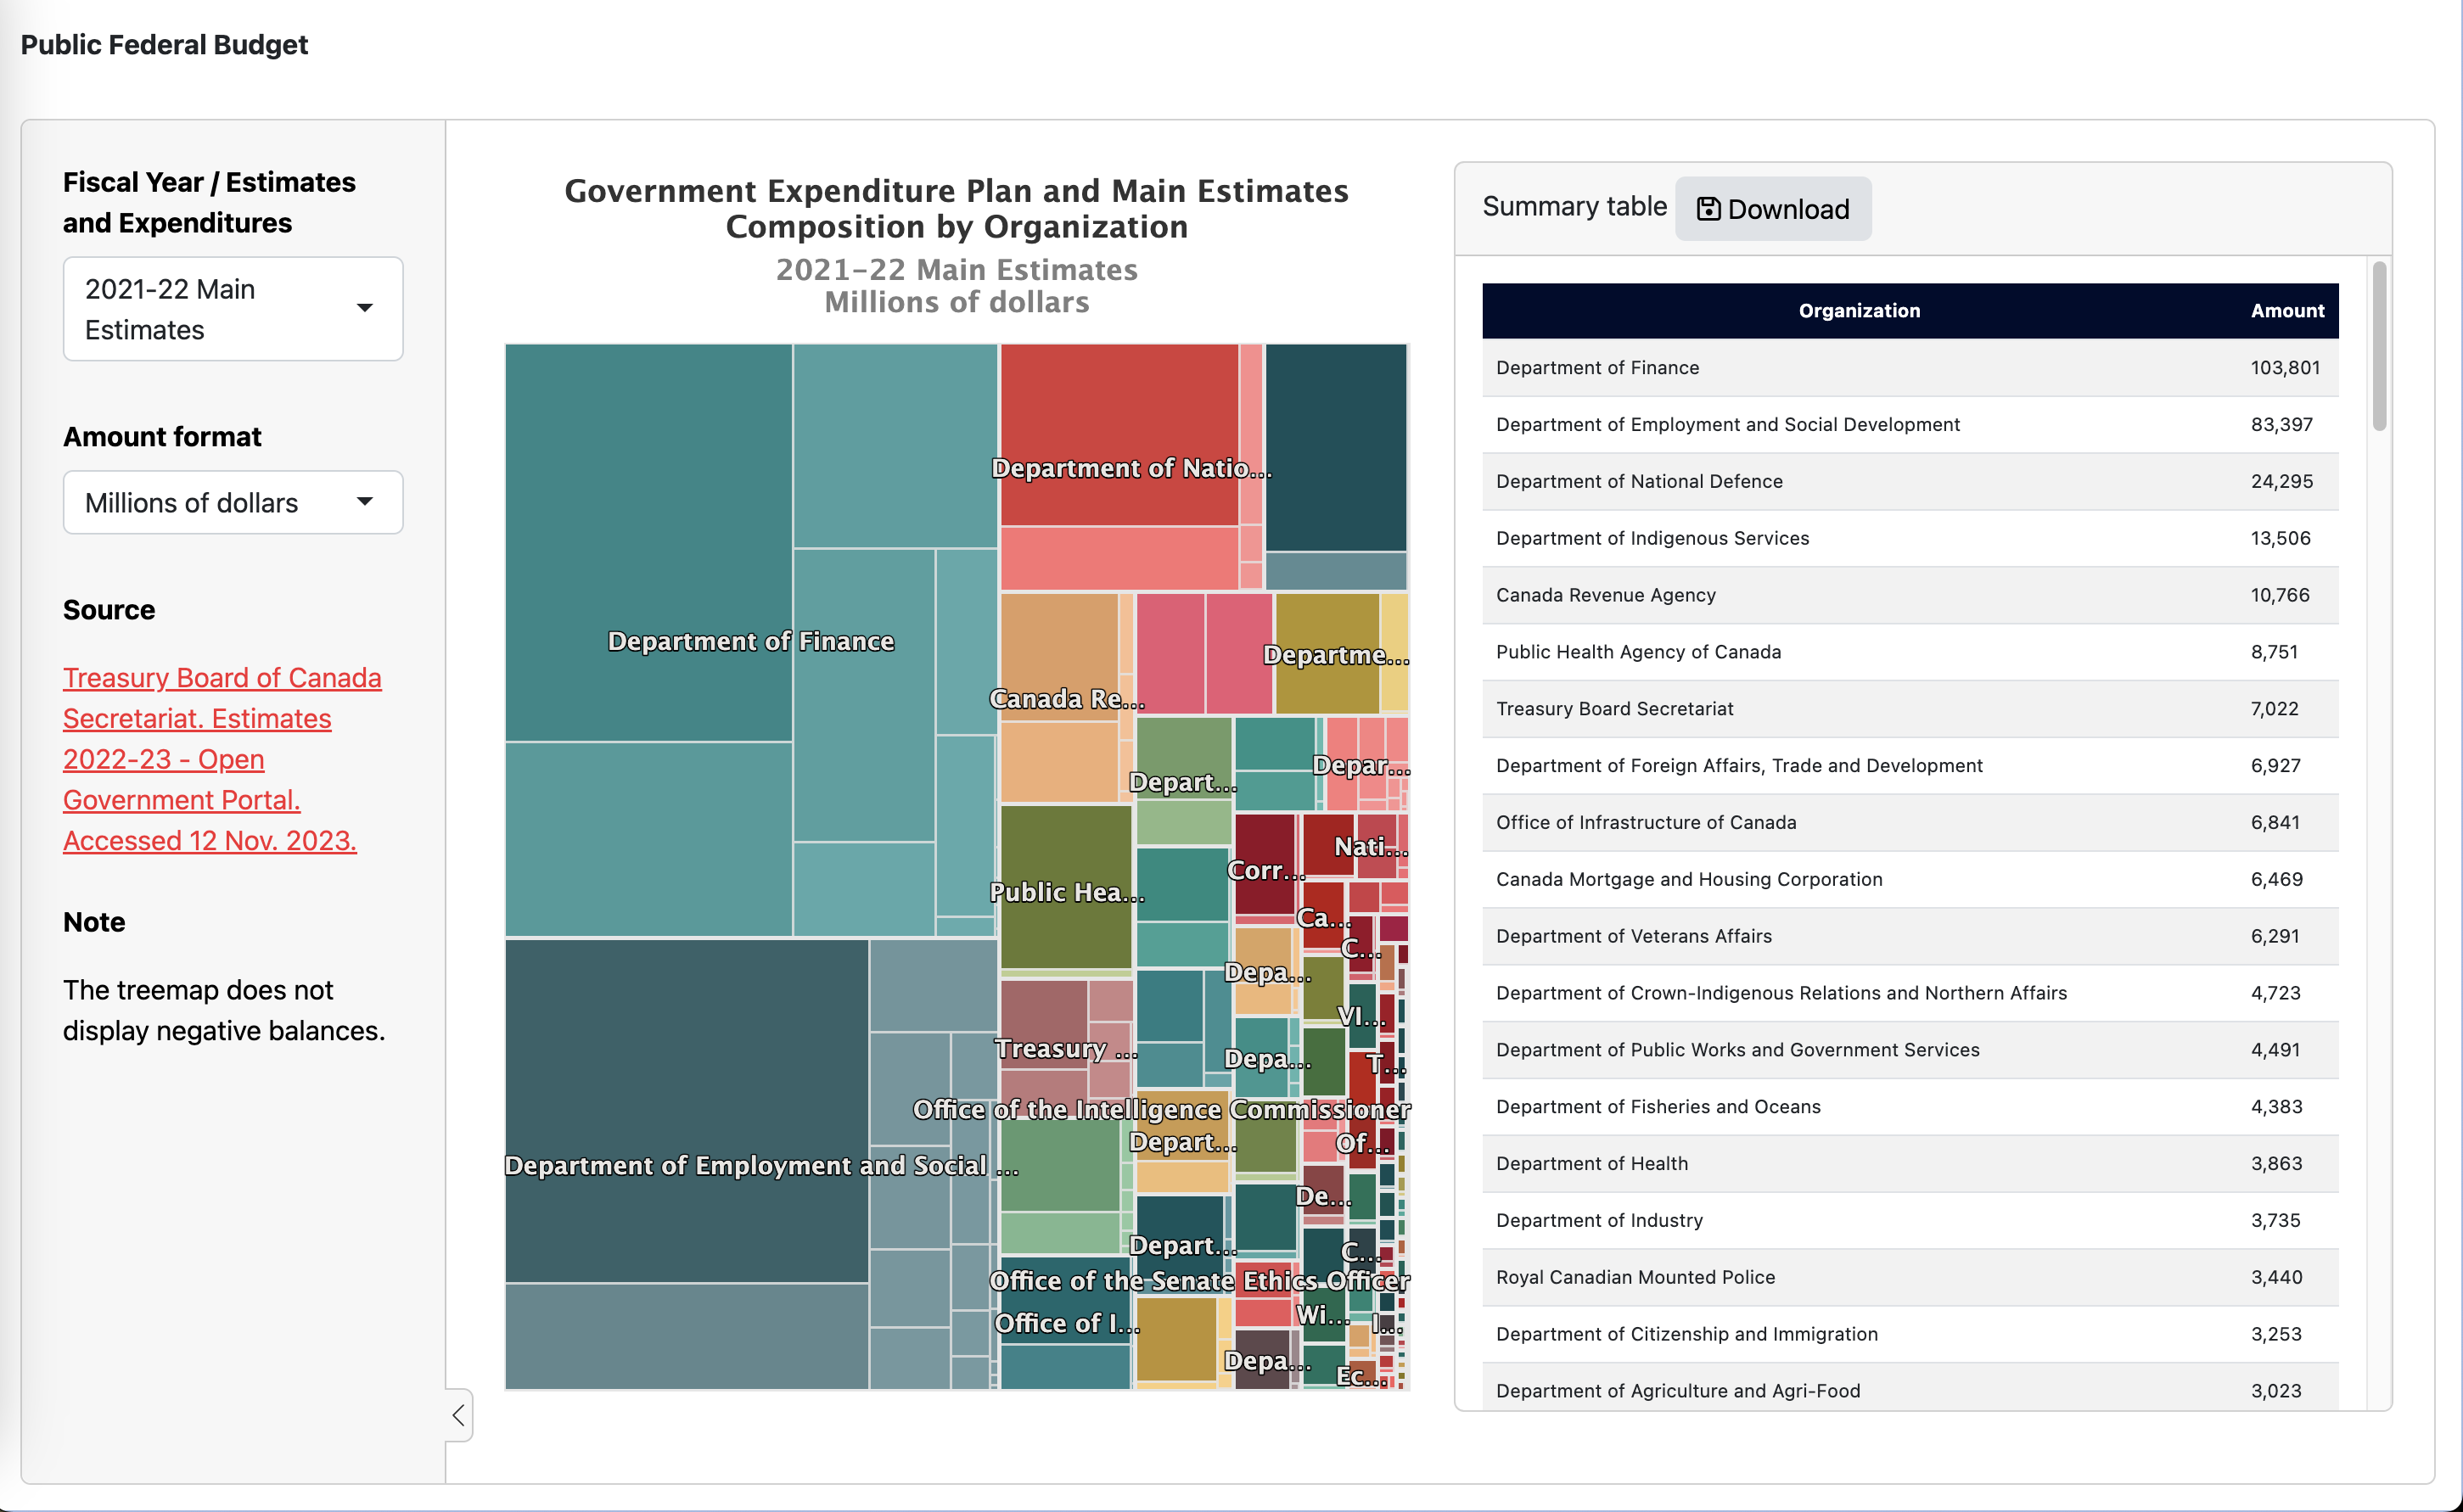 Public Federal Budget
Fiscal Year / Estimates
and Expenditures
2021-22 Main
Estimates
Amount format
Millions of dollars
Source
Treasury Board of Canada
Secretariat. Estimates
2022-23 - Open
Government Portal.
Accessed 12 Nov. 2023.
Note
The treemap does not
display negative balances.
Government Expenditure Plan and Main Estimates
Composition by Organization
2021–22 Main Estimates
Millions of dollars
Department of Natio...
Department of Finance
Departme...
Canada Re...
Depar...
Depart...
Nati...
Corr...
Public Hea...
Ca...
C...
Depa...
Vl...
Treasury ...
Depa...
T...
Office of the Intelligence Commissioner
Depart...
Of...
Department of Employment and Social ...
De...
Depart...
C...
Office of the Senate Ethics Officer
Wi...
Office of I...
I...
Depa...
Ec...
Summary table
Download
Organization Amount
Department of Finance 103,801
Department of Employment and Social Development 83,397
Department of National Defence 24,295
Department of Indigenous Services 13,506
Canada Revenue Agency 10,766
Public Health Agency of Canada 8,751
Treasury Board Secretariat 7,022
Department of Foreign Affairs, Trade and Development 6,927
Office of Infrastructure of Canada 6,841
Canada Mortgage and Housing Corporation 6,469
Department of Veterans Affairs 6,291
Department of Crown-Indigenous Relations and Northern Affairs 4,723
Department of Public Works and Government Services 4,491
Department of Fisheries and Oceans 4,383
Department of Health 3,863
Department of Industry 3,735
Royal Canadian Mounted Police 3,440
Department of Citizenship and Immigration 3,253
Department of Agriculture and Agri-Food 3,023